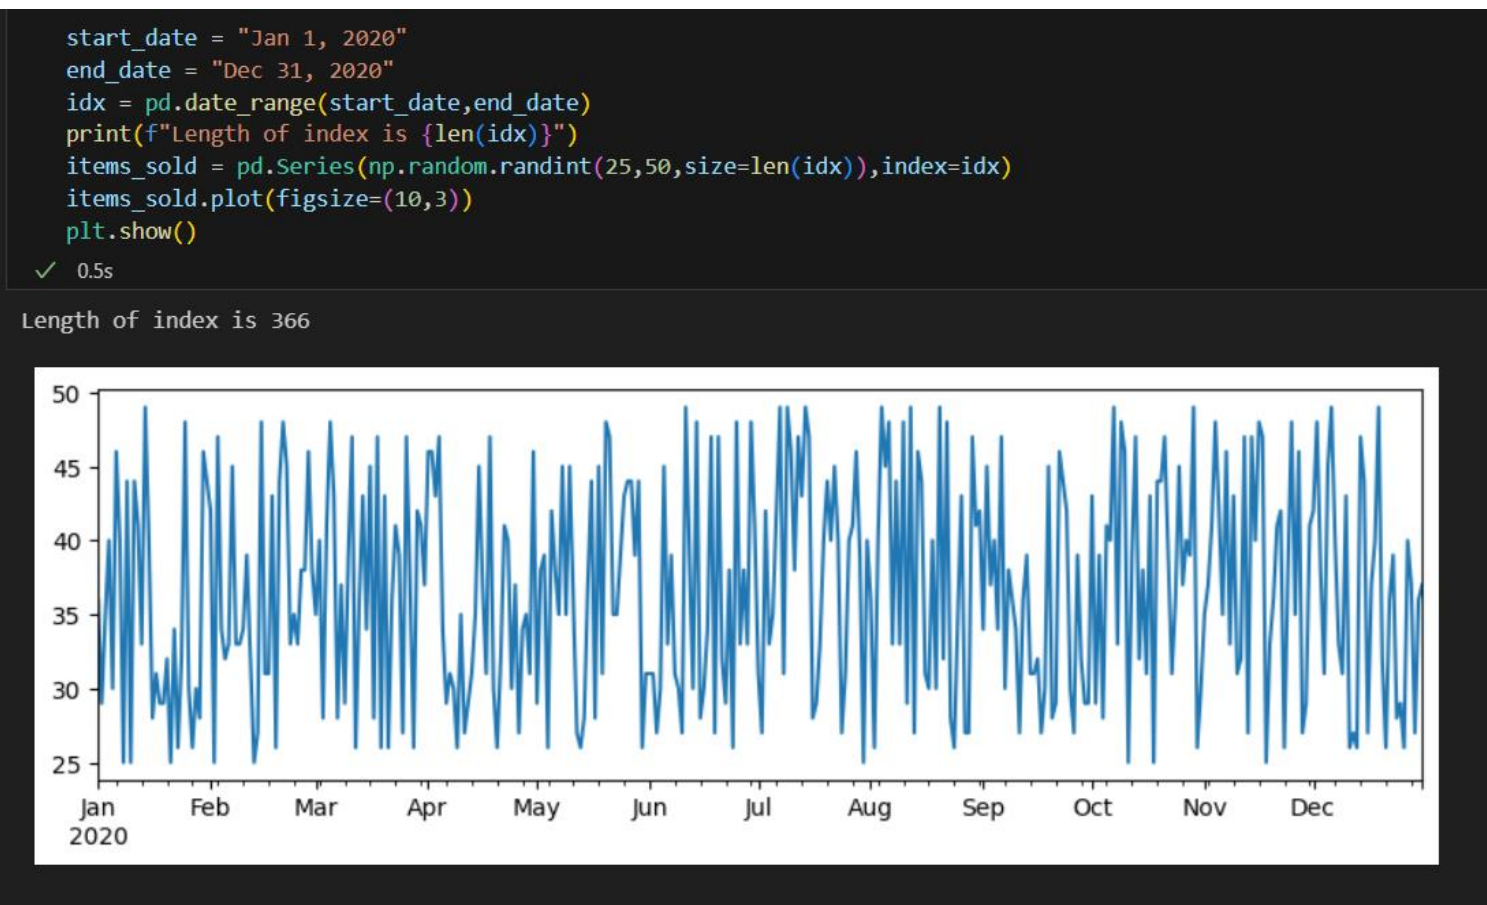 start_date = "Jan 1, 2020"
end_date = "Dec 31, 2020"
idx = pd.date_range(start_date,end_date)
print(f"Length of index is {len(idx)}")
items_sold = pd.Series(np.random.randint(25,50,size=len(idx)),index=idx)
items_sold.plot(figsize=(10,3))
plt.show()
✓ 0.5s
Length of index is 366
50
45
40
35
30
25
Jan Feb Mar Apr May Jun Jul Aug Sep Oct Nov Dec
2020